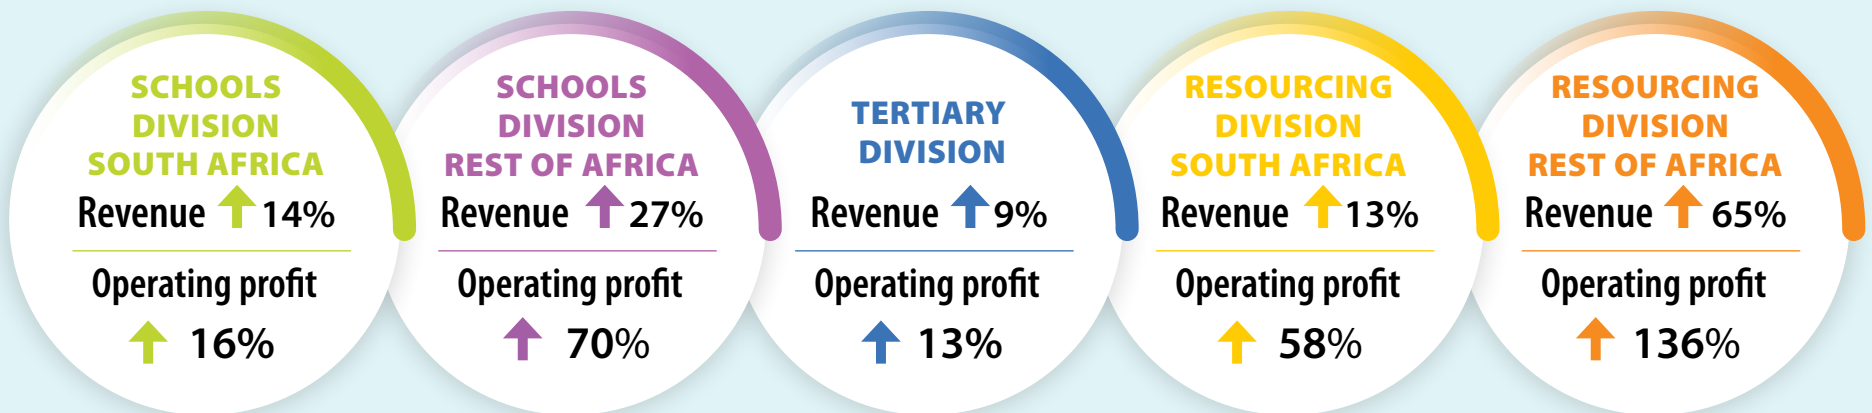 SCHOOLS
DIVISION
SOUTH AFRICA
Revenue 14%
Operating profit
16%
SCHOOLS
DIVISION
REST OF AFRICA
Revenue 27%
Operating profit
70%
TERTIARY
DIVISION
Revenue 9%
Operating profit
13%
RESOURCING
DIVISION
SOUTH AFRICA
Revenue 13%
Operating profit
58%
RESOURCING
DIVISION
REST OF AFRICA
Revenue 65%
Operating profit
136%